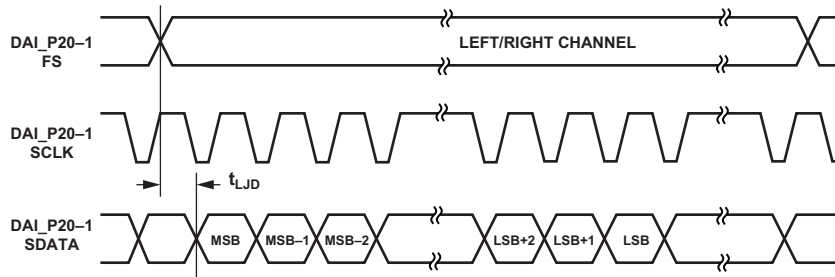 DAI_P20–1
FS
LEFT/RIGHT CHANNEL
DAI_P20–1
SCLK
tLJD
DAI_P20–1
SDATA
MSB
MSB–1
MSB–2
LSB+2
LSB+1
LSB